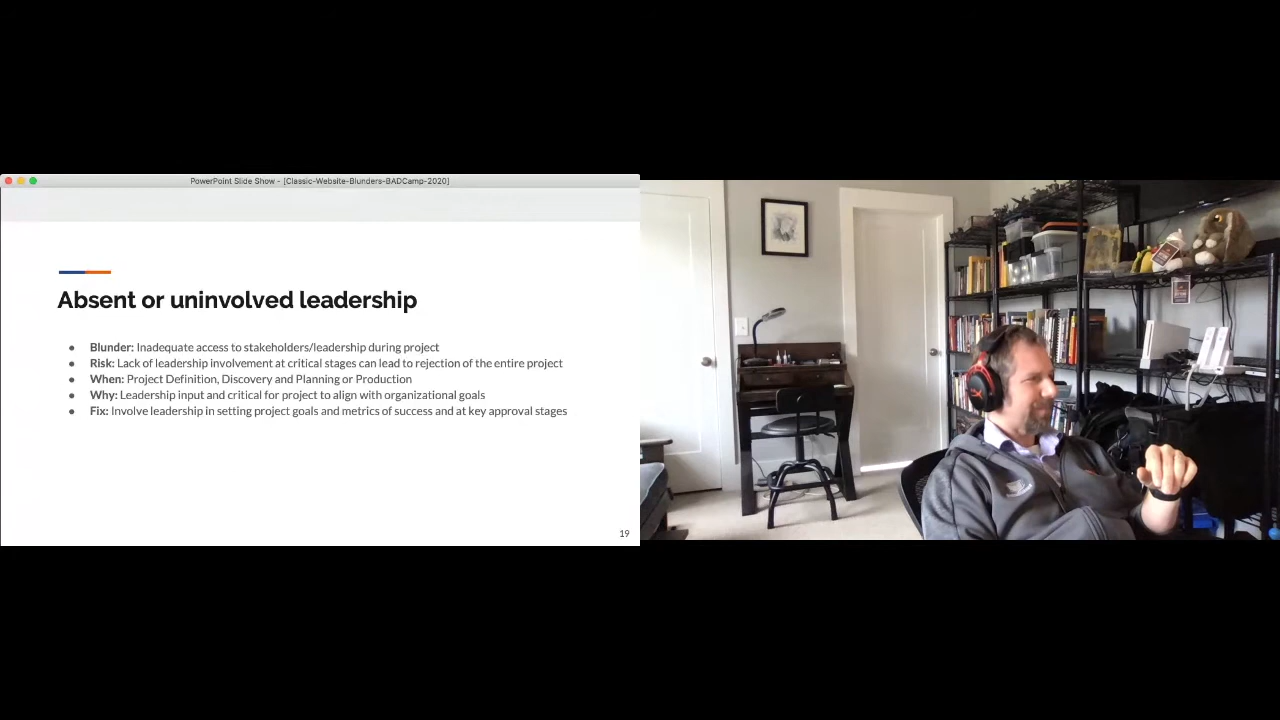 PowerPoint Slide Show - [Classic-Website-Blunders-BADCamp-2020]
Absent or uninvolved leadership
● Blunder: Inadequate access to stakeholders/leadership during project
● Risk: Lack of leadership involvement at critical stages can lead to rejection of the entire project
● When: Project Definition, Discovery and Planning or Production
● Why: Leadership input and critical for project to align with organizational goals
● Fix: Involve leadership in setting project goals and metrics of success and at key approval stages
19